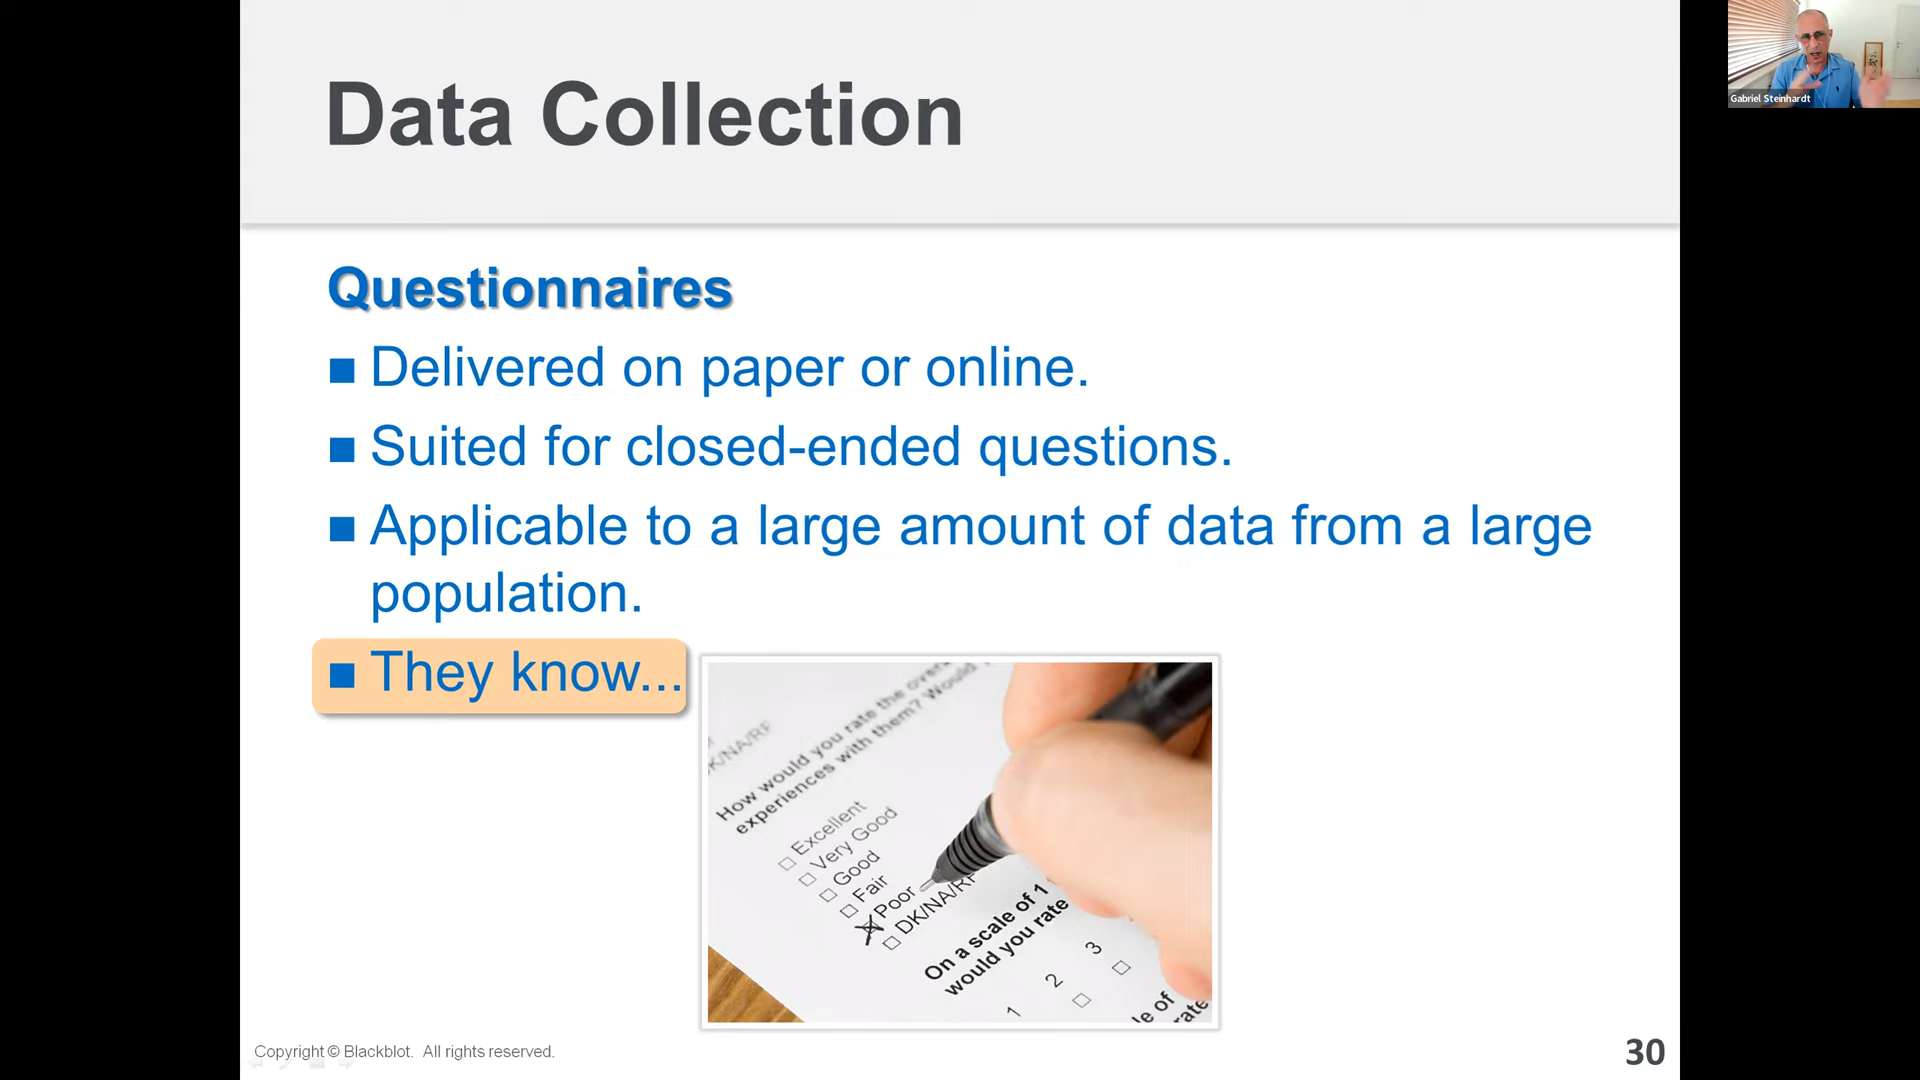 Data Collection
Gabriel Steinhardt
Questionnaires
Delivered on paper or online.
Suited for closed-ended questions.
Applicable to a large amount of data from a large
population.
They know...
K/NA/RF
How would you rate the
experiences with them? Would
Excellent
Very Good
Good
Fair
Poor
DK/NA/RF
On a scale of 1
would you rate
1 2 3
le of
rate
Copyright © Blackblot. All rights reserved.
30